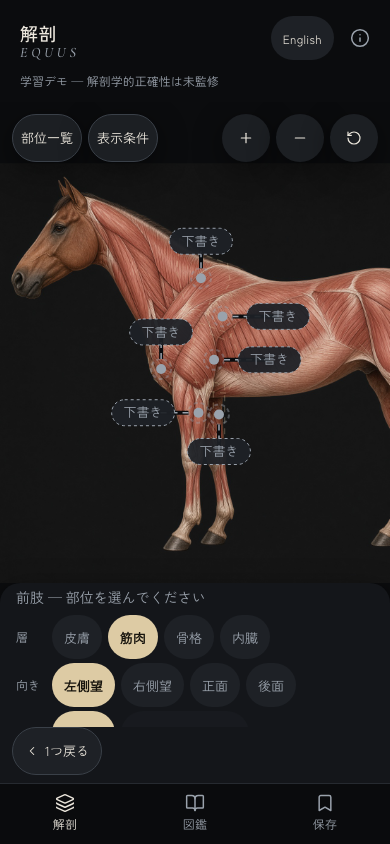 解剖
EQUUS
English
学習デモ — 解剖学的正確性は未監修
部位一覧
表示条件
下書き
下書き
下書き
下書き
下書き
下書き
前肢 — 部位を選んでください
層
皮膚
筋肉
骨格
内臓
向き
左側望
右側望
正面
後面
1つ戻る
解剖
図鑑
保存